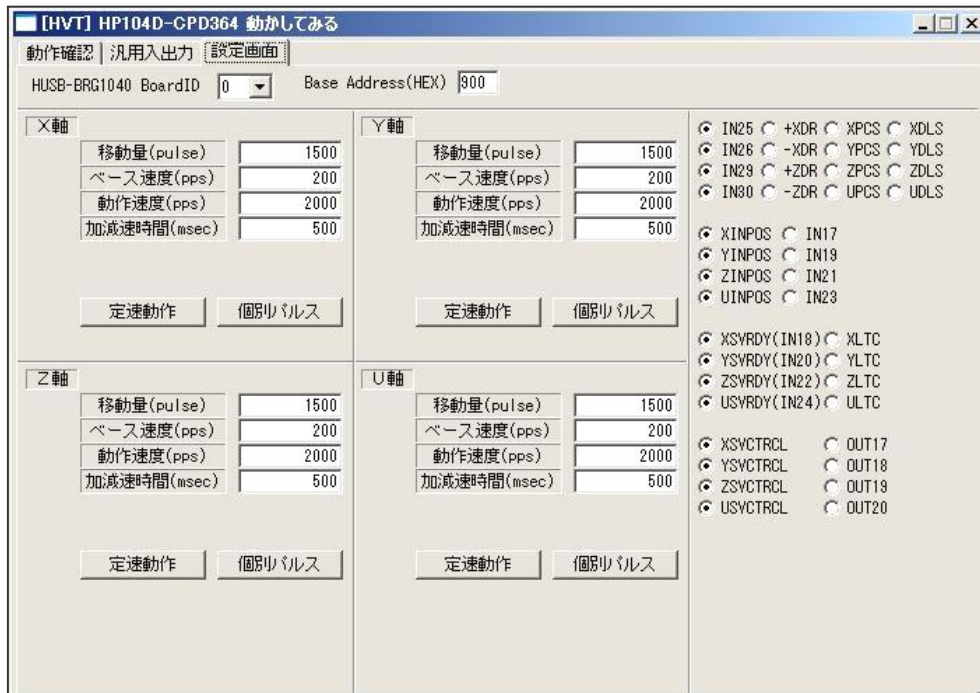 [HVT] HP104D-CPD364 動かしてみる
動作確認 汎用入出力 設定画面
HUSB-BRG1040 BoardID 0 Base Address(HEX) 900
X軸
移動量(pulse) 1500
ベース速度(pps) 200
動作速度(pps) 2000
加減速時間(msec) 500
定速動作 個別パルス
Y軸
移動量(pulse) 1500
ベース速度(pps) 200
動作速度(pps) 2000
加減速時間(msec) 500
定速動作 個別パルス
Z軸
移動量(pulse) 1500
ベース速度(pps) 200
動作速度(pps) 2000
加減速時間(msec) 500
定速動作 個別パルス
U軸
移動量(pulse) 1500
ベース速度(pps) 200
動作速度(pps) 2000
加減速時間(msec) 500
定速動作 個別パルス
IN25 +XDR XPCS XDLS
IN26 -XDR YPCS YDLS
IN29 +ZDR ZPCS ZDLS
IN30 -ZDR UPCS UDLS
XINPOS IN17
YINPOS IN19
ZINPOS IN21
UINPOS IN23
XSVRDY(IN18) XLTC
YSVRDY(IN20) YLTC
ZSVRDY(IN22) ZLTC
USVRDY(IN24) ULTC
XSVCTRCL OUT17
YSVCTRCL OUT18
ZSVCTRCL OUT19
USVCTRCL OUT20